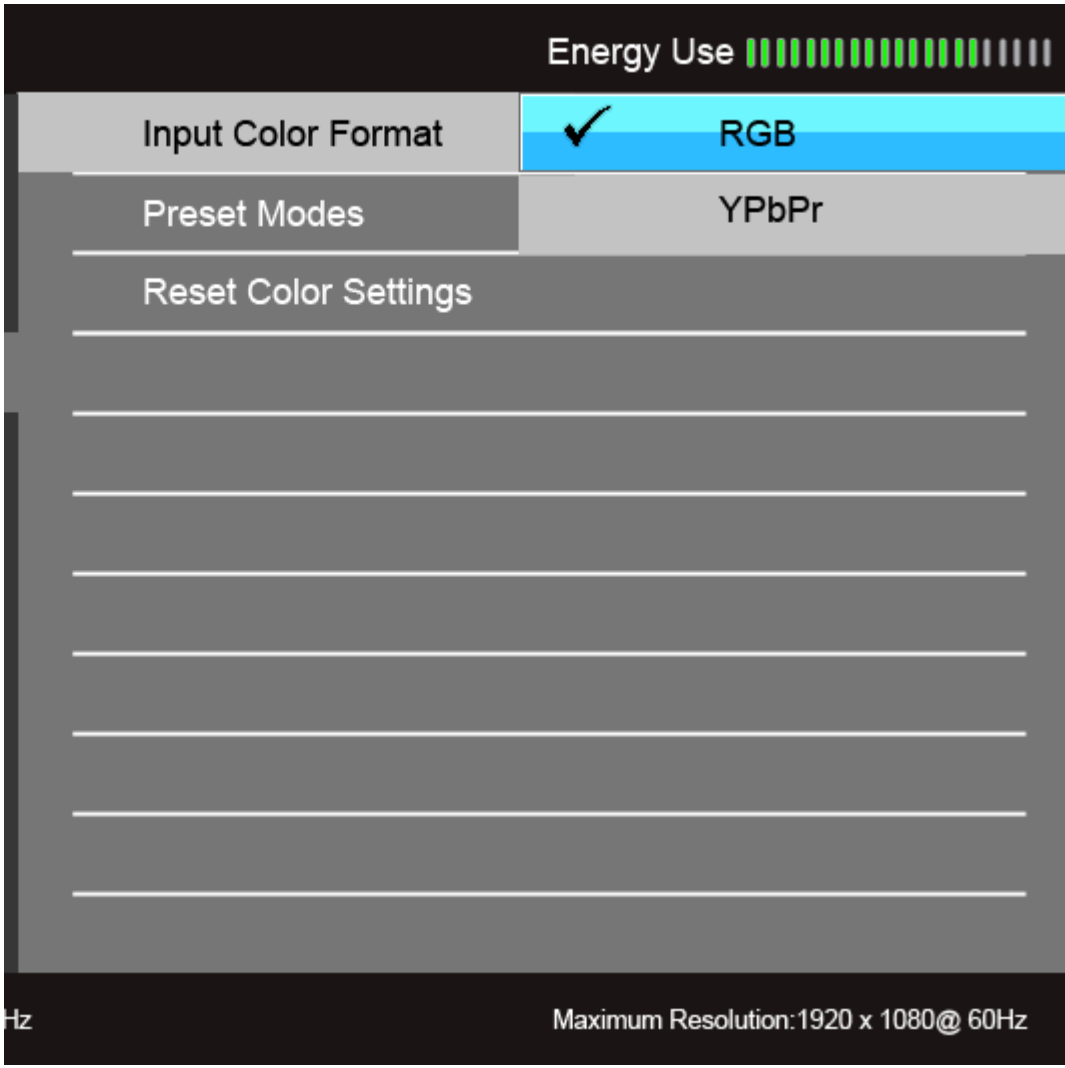 Energy Use
Input Color Format RGB
Preset Modes YPbPr
Reset Color Settings
Hz Maximum Resolution:1920 x 1080@ 60Hz